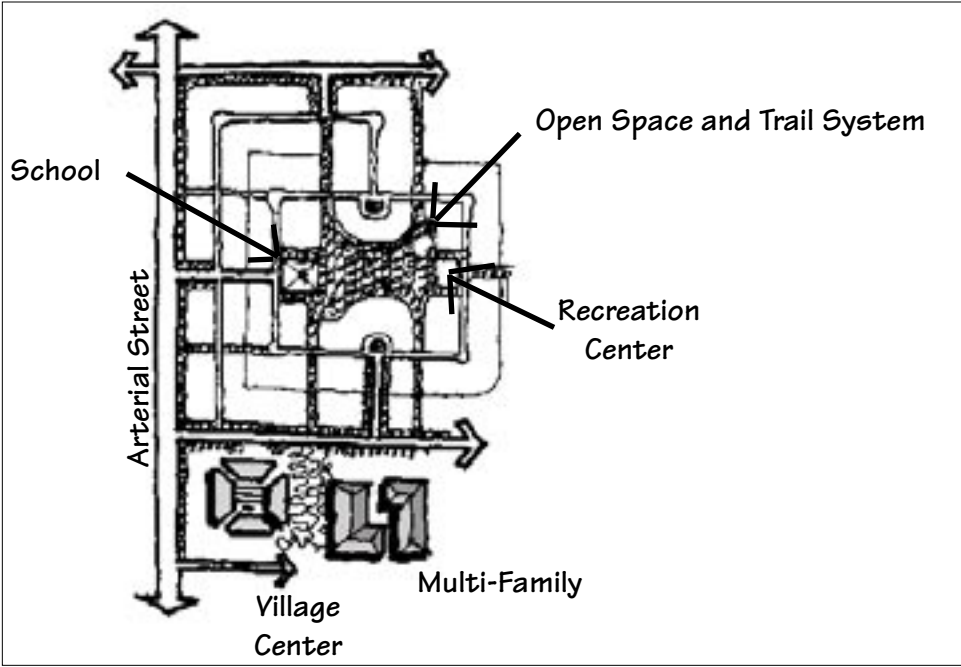 Open Space and Trail System
School
Arterial Street
Recreation
Center
Multi-Family
Village
Center